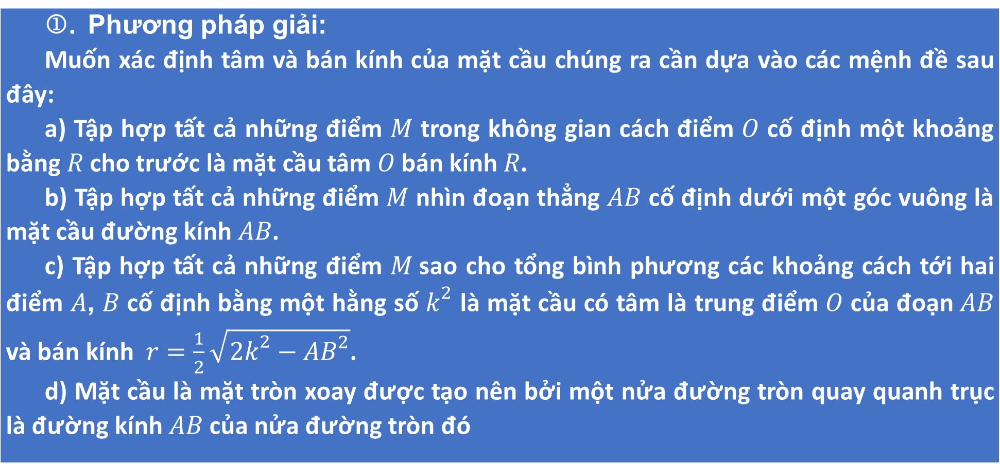 ①. Phương pháp giải:
Muốn xác định tâm và bán kính của mặt cầu chúng ra cần dựa vào các mệnh đề sau
đây:
a) Tập hợp tất cả những điểm M trong không gian cách điểm O cố định một khoảng
bằng R cho trước là mặt cầu tâm O bán kính R.
b) Tập hợp tất cả những điểm M nhìn đoạn thẳng AB cố định dưới một góc vuông là
mặt cầu đường kính AB.
c) Tập hợp tất cả những điểm M sao cho tổng bình phương các khoảng cách tới hai
điểm A, B cố định bằng một hằng số k² là mặt cầu có tâm là trung điểm O của đoạn AB
và bán kính r = 1/2 √(2k² − AB²).
d) Mặt cầu là mặt tròn xoay được tạo nên bởi một nửa đường tròn quay quanh trục
là đường kính AB của nửa đường tròn đó